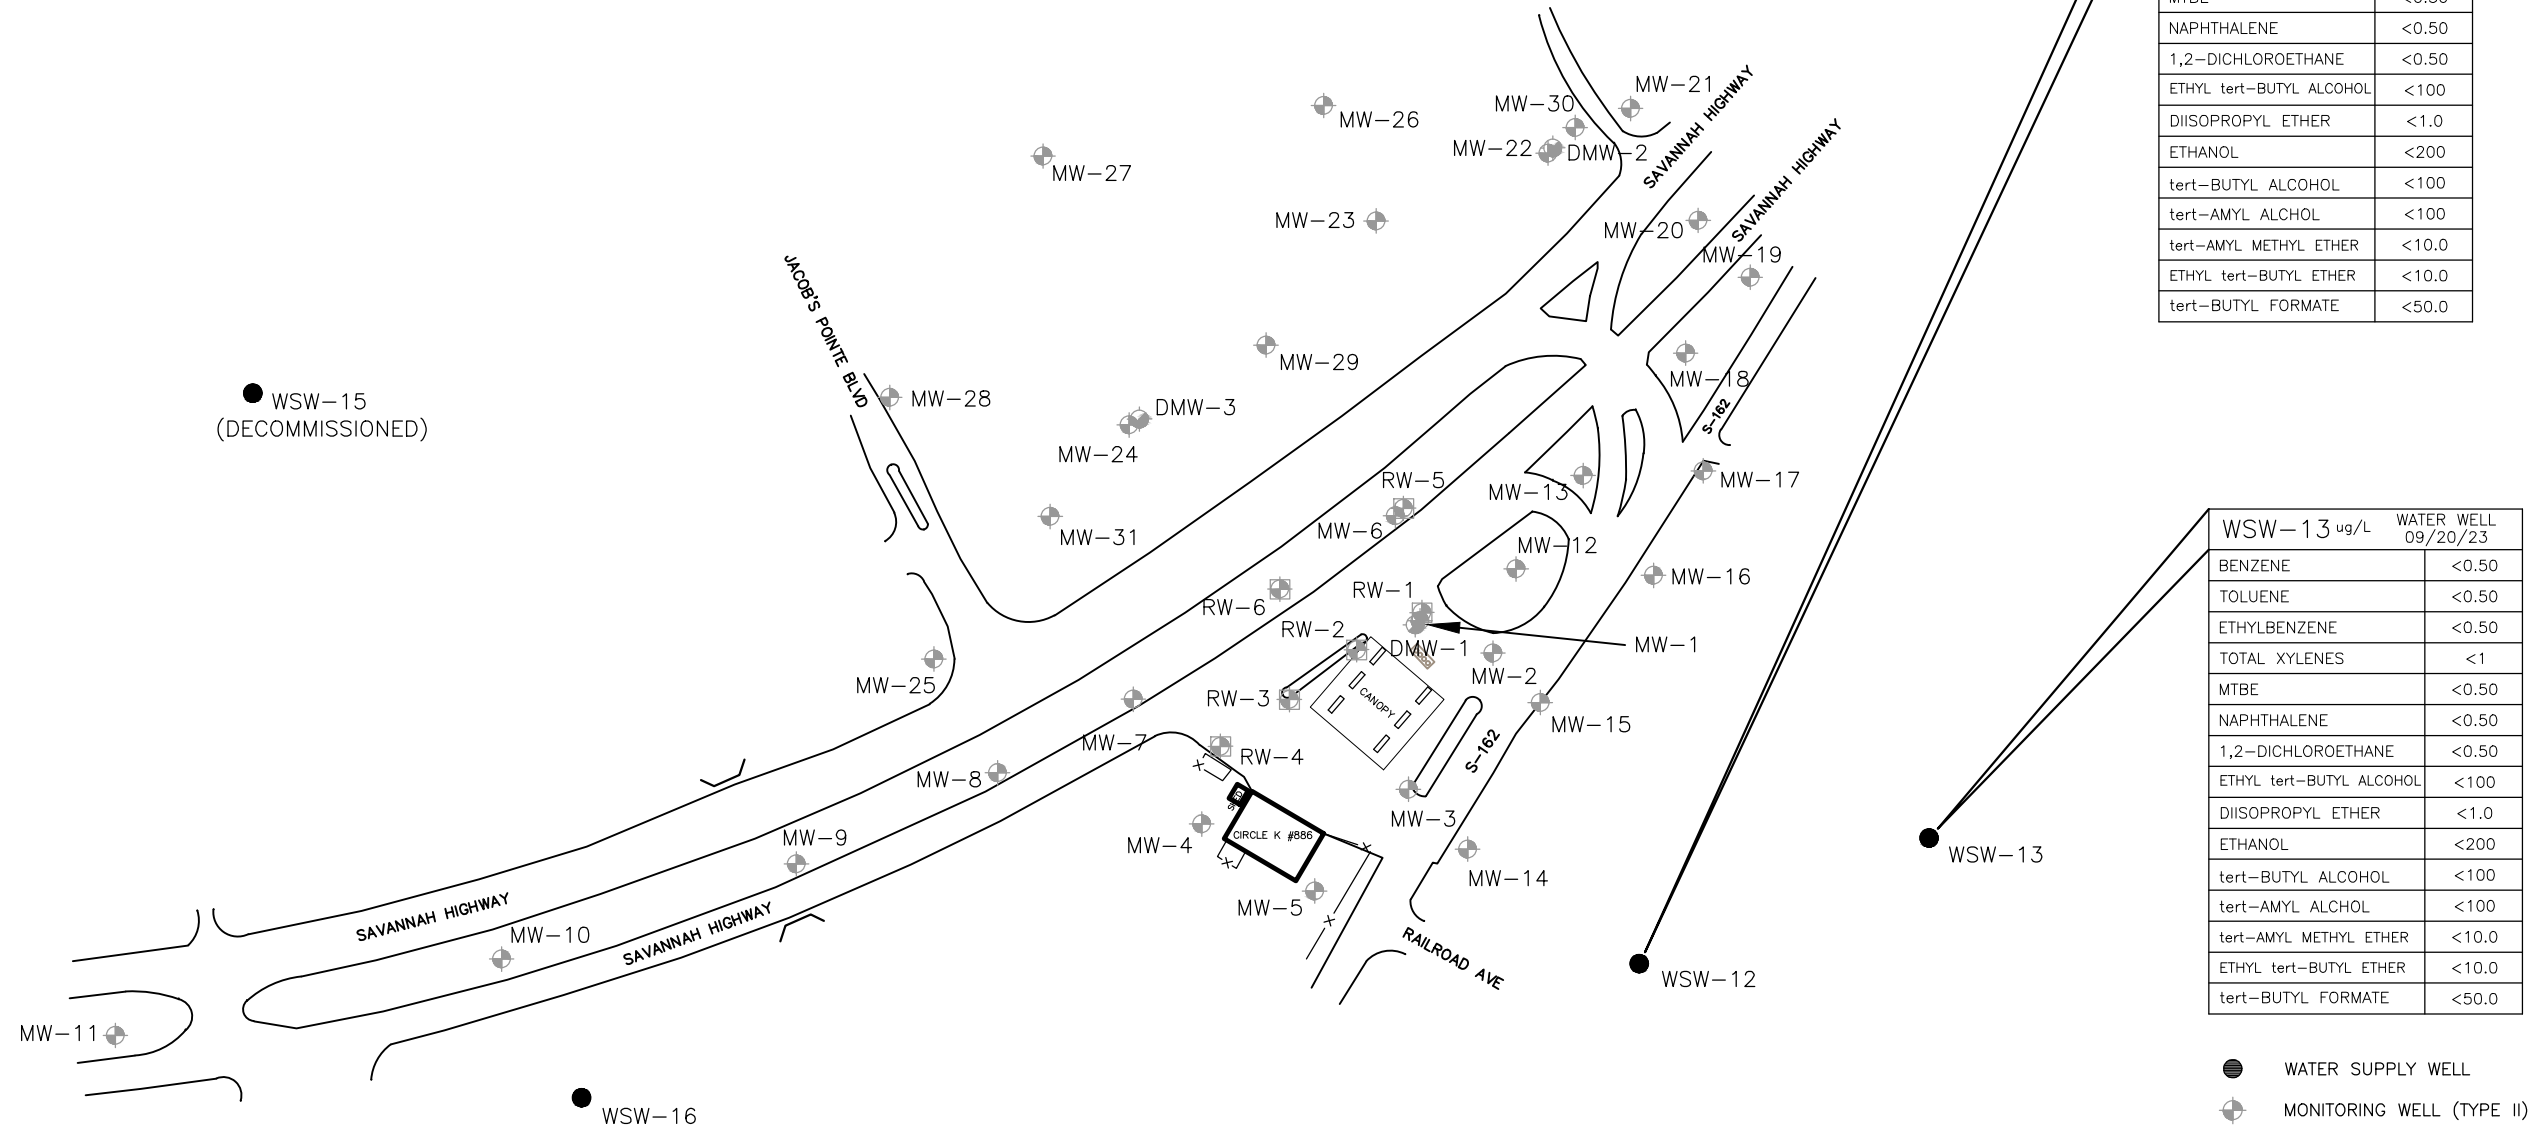 NAPHTHALENE <0.50
1,2-DICHLOROETHANE <0.50
ETHYL tert-BUTYL ALCOHOL <100
DIISOPROPYL ETHER <1.0
ETHANOL <200
tert-BUTYL ALCOHOL <100
tert-AMYL ALCHOL <100
tert-AMYL METHYL ETHER <10.0
ETHYL tert-BUTYL ETHER <10.0
tert-BUTYL FORMATE <50.0
MW-21
MW-30
MW-26
SAVANNAH HIGHWAY
MW-22
DMW-2
MW-27
SAVANNAH HIGHWAY
MW-23
MW-20
MW-19
JACOB'S POINTE BLVD
MW-29
MW-18
WSW-15
(DECOMMISSIONED)
MW-28
DMW-3
S-162
MW-24
RW-5
MW-13
MW-17
MW-6
MW-31
MW-12
MW-16
RW-1
RW-6
RW-2
DMW-1
MW-1
MW-2
MW-25
RW-3
CANOPY
MW-15
MW-7
S-162
RW-4
X
MW-8
SHED
MW-3
MW-9
CIRCLE K #886
X
MW-4
X
MW-14
WSW-13
MW-5
X
SAVANNAH HIGHWAY
SAVANNAH HIGHWAY
MW-10
RAILROAD AVE
WSW-12
MW-11
WSW-16
WSW-13 ug/L WATER WELL
09/20/23
BENZENE <0.50
TOLUENE <0.50
ETHYLBENZENE <0.50
TOTAL XYLENES <1
MTBE <0.50
NAPHTHALENE <0.50
1,2-DICHLOROETHANE <0.50
ETHYL tert-BUTYL ALCOHOL <100
DIISOPROPYL ETHER <1.0
ETHANOL <200
tert-BUTYL ALCOHOL <100
tert-AMYL ALCHOL <100
tert-AMYL METHYL ETHER <10.0
ETHYL tert-BUTYL ETHER <10.0
tert-BUTYL FORMATE <50.0
WATER SUPPLY WELL
MONITORING WELL (TYPE II)